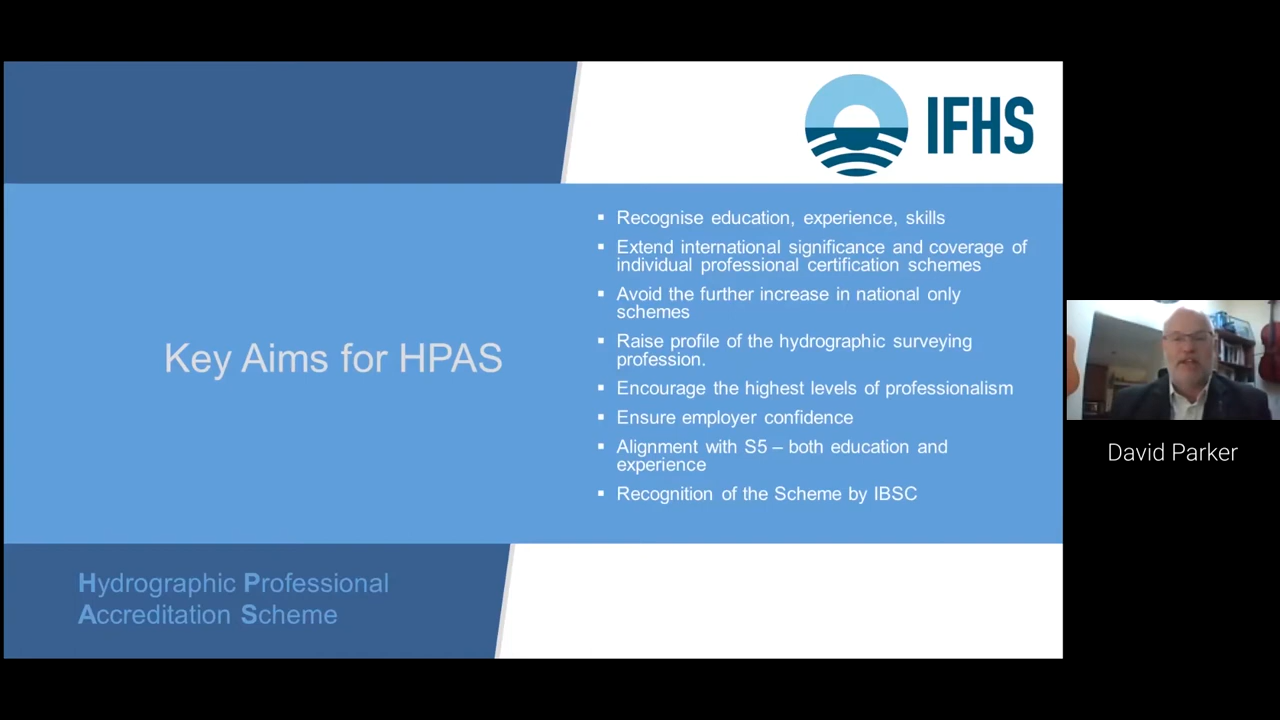 IFHS
Key Aims for HPAS
▪ Recognise education, experience, skills
▪ Extend international significance and coverage of
individual professional certification schemes
▪ Avoid the further increase in national only
schemes
▪ Raise profile of the hydrographic surveying
profession.
▪ Encourage the highest levels of professionalism
▪ Ensure employer confidence
▪ Alignment with S5 – both education and
experience
▪ Recognition of the Scheme by IBSC
Hydrographic Professional
Accreditation Scheme
David Parker